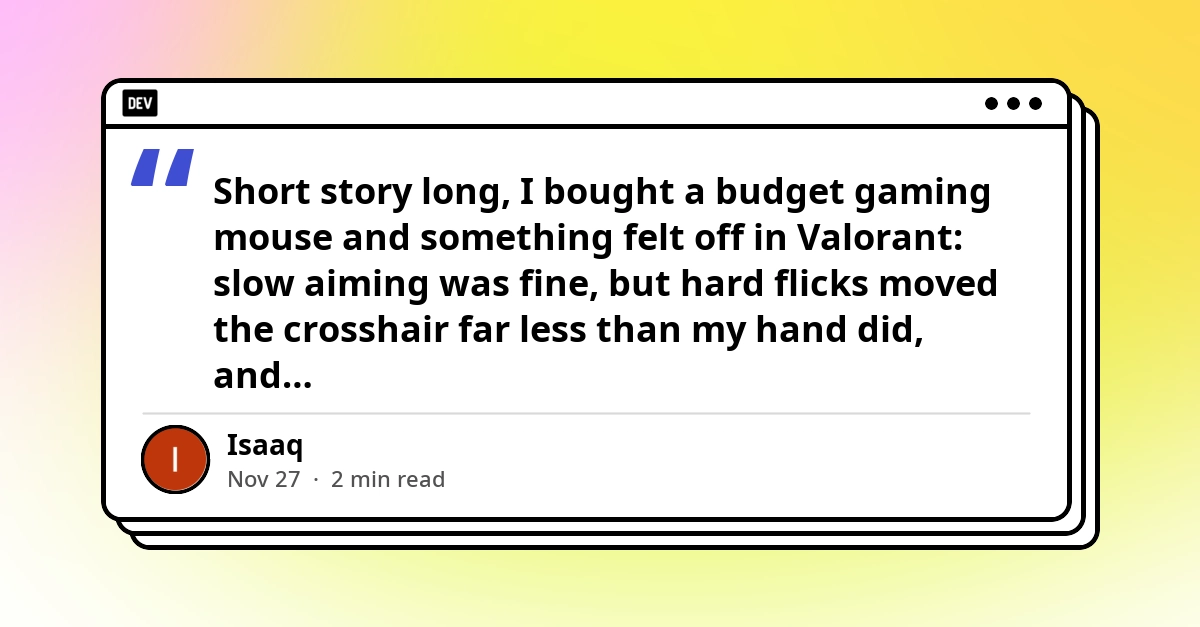 DEV
“
Short story long, I bought a budget gaming
mouse and something felt off in Valorant:
slow aiming was fine, but hard flicks moved
the crosshair far less than my hand did,
and...
I
Isaaq
Nov 27 · 2 min read